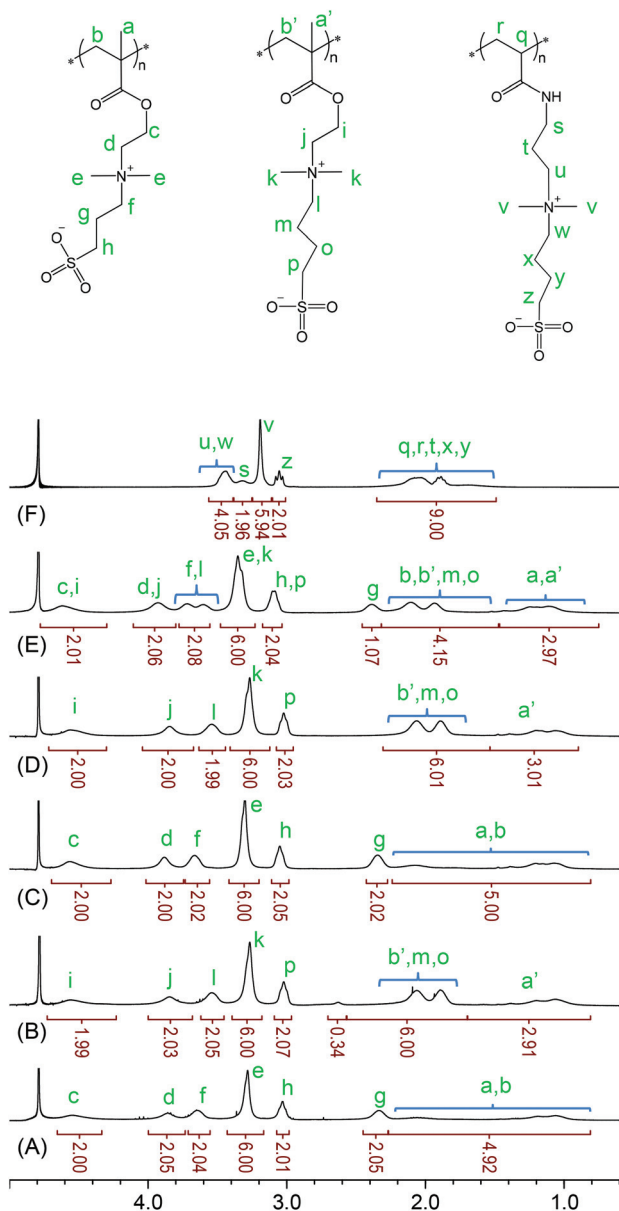 b a b' a' r q
* * * * * *
n n n
O O O O O NH
d c j i s
t
e N+ e k N+ k u
g f l v N+ v
m o w
O− h p x y
S S z
O O O− O O− S O
O O
v
u,w q,r,t,x,y
s z
(F) 4.05 1.96 5.94 2.01 9.00
e,k
c,i d,j f,l h,p g b,b',m,o a,a'
(E) 2.01 2.06 2.08 6.00 2.04 1.07 4.15 2.97
k
i j l p b',m,o a'
(D) 2.00 2.00 1.99 6.00 2.03 6.01 3.01
e
c d f h g a,b
(C) 2.00 2.00 2.02 6.00 2.05 2.02 5.00
k
i j l p b',m,o a'
(B) 1.99 2.03 2.05 6.00 2.07 0.34 6.00 2.91
e
c d f h g a,b
(A) 2.00 2.05 2.04 6.00 2.01 2.05 4.92
4.0 3.0 2.0 1.0